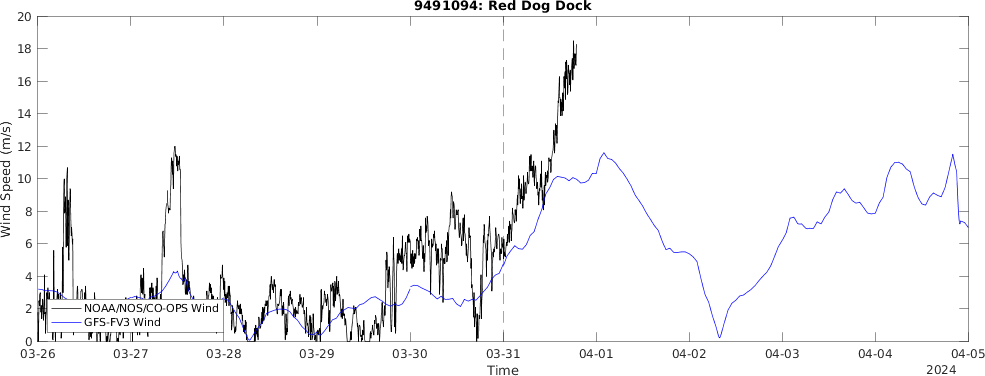 9491094: Red Dog Dock
Wind Speed (m/s)
20
18
16
14
12
10
8
6
4
2
0
NOAA/NOS/CO-OPS Wind
GFS-FV3 Wind
03-26 03-27 03-28 03-29 03-30 03-31 04-01 04-02 04-03 04-04 04-05
Time
2024